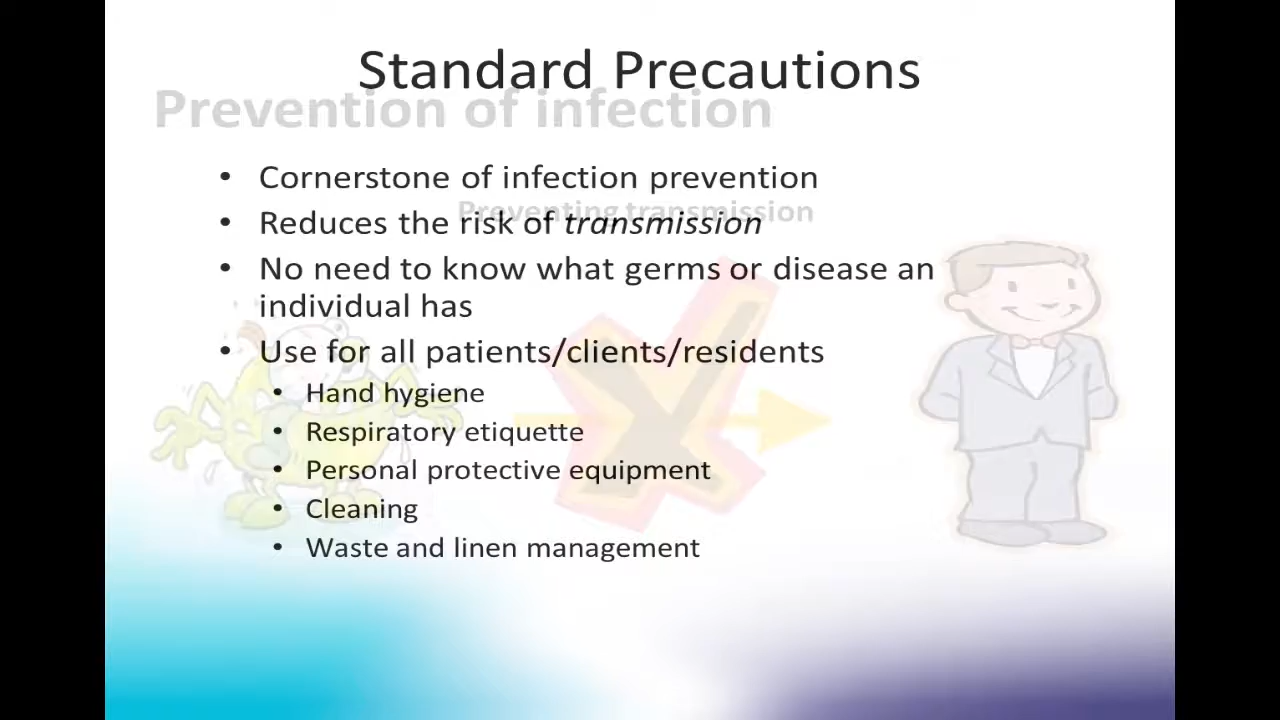 Standard Precautions
Prevention of infection
• Cornerstone of infection prevention
Preventing transmission
• Reduces the risk of transmission
• No need to know what germs or disease an
individual has
• Use for all patients/clients/residents
• Hand hygiene
• Respiratory etiquette
• Personal protective equipment
• Cleaning
• Waste and linen management